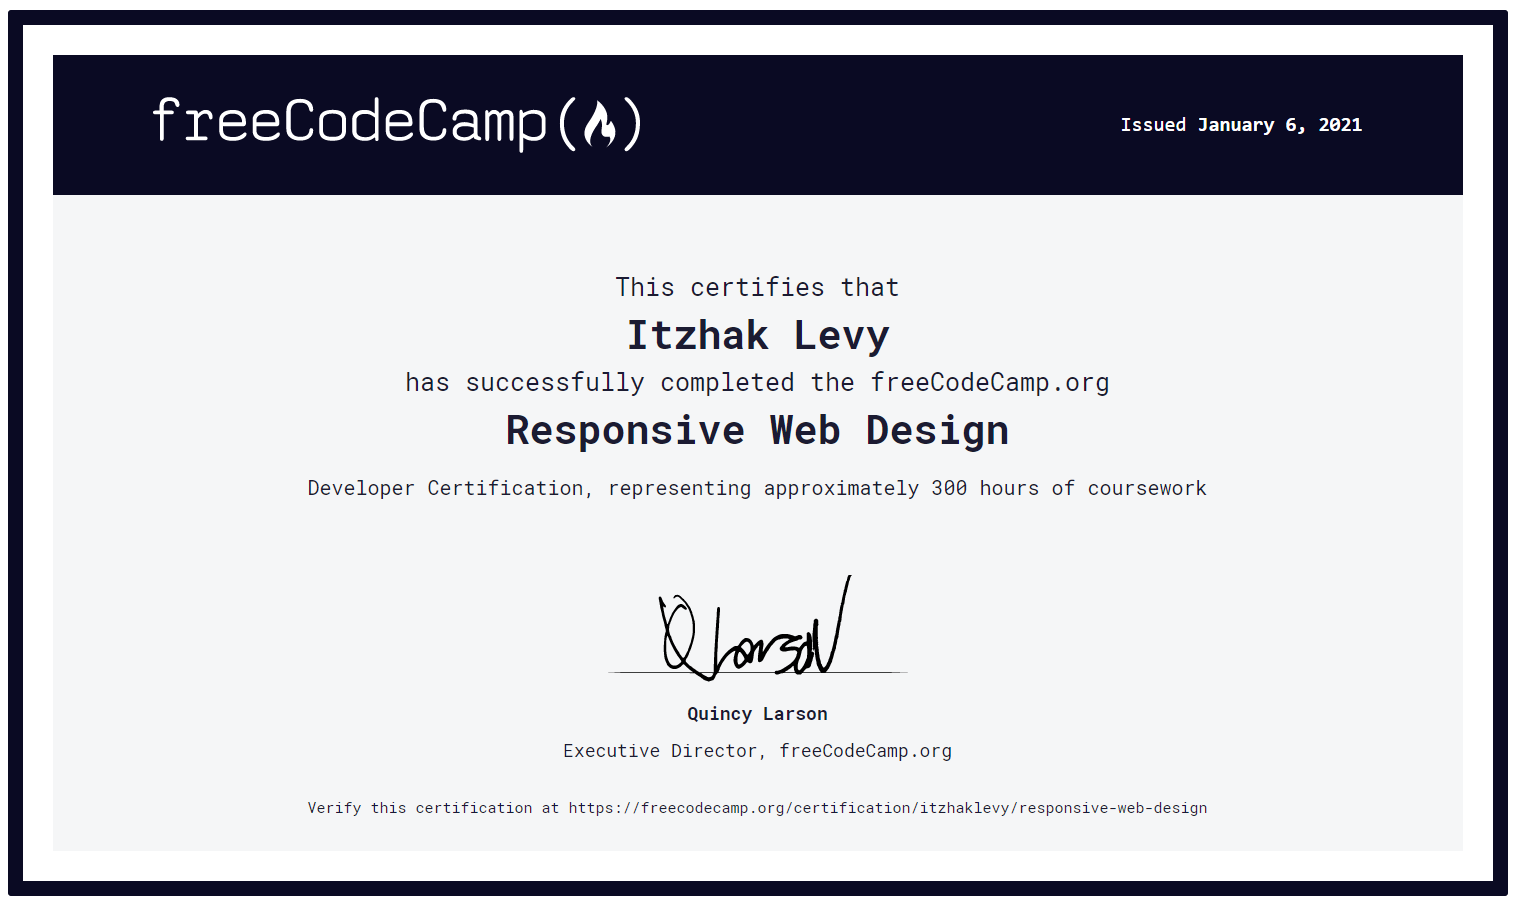 freeCodeCamp
Issued January 6, 2021
This certifies that
Itzhak Levy
has successfully completed the freeCodeCamp.org
Responsive Web Design
Developer Certification, representing approximately 300 hours of coursework
Q Larson
Quincy Larson
Executive Director, freeCodeCamp.org
Verify this certification at https://freecodecamp.org/certification/itzhaklevy/responsive-web-design